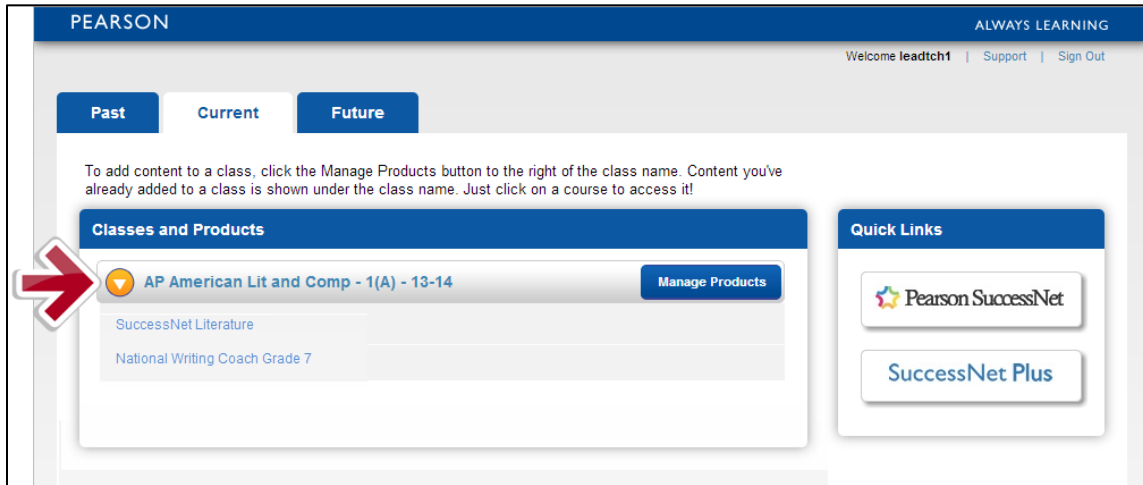 PEARSON
ALWAYS LEARNING
Welcome leadtch1 | Support | Sign Out
Past
Current
Future
To add content to a class, click the Manage Products button to the right of the class name. Content you've
already added to a class is shown under the class name. Just click on a course to access it!
Classes and Products
AP American Lit and Comp - 1(A) - 13-14
Manage Products
SuccessNet Literature
National Writing Coach Grade 7
Quick Links
Pearson SuccessNet
SuccessNet Plus